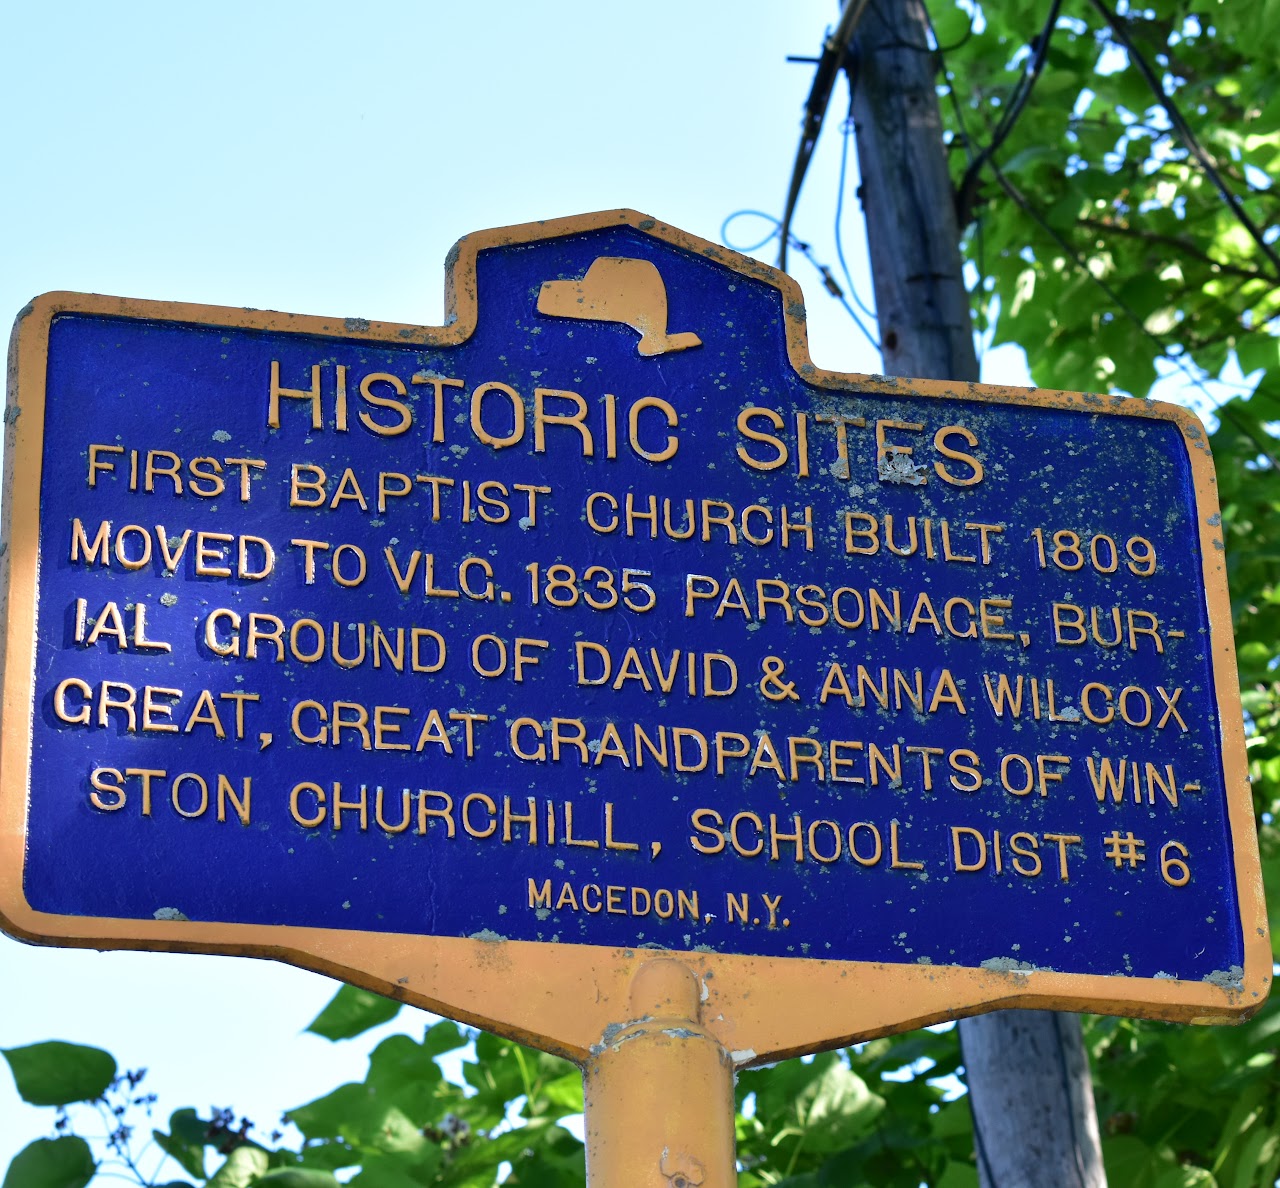 HISTORIC SITES
FIRST BAPTIST CHURCH BUILT 1809
MOVED TO VLG. 1835 PARSONAGE, BUR-
IAL GROUND OF DAVID & ANNA WILCOX
GREAT, GREAT GRANDPARENTS OF WIN-
STON CHURCHILL, SCHOOL DIST #6
MACEDON, N.Y.